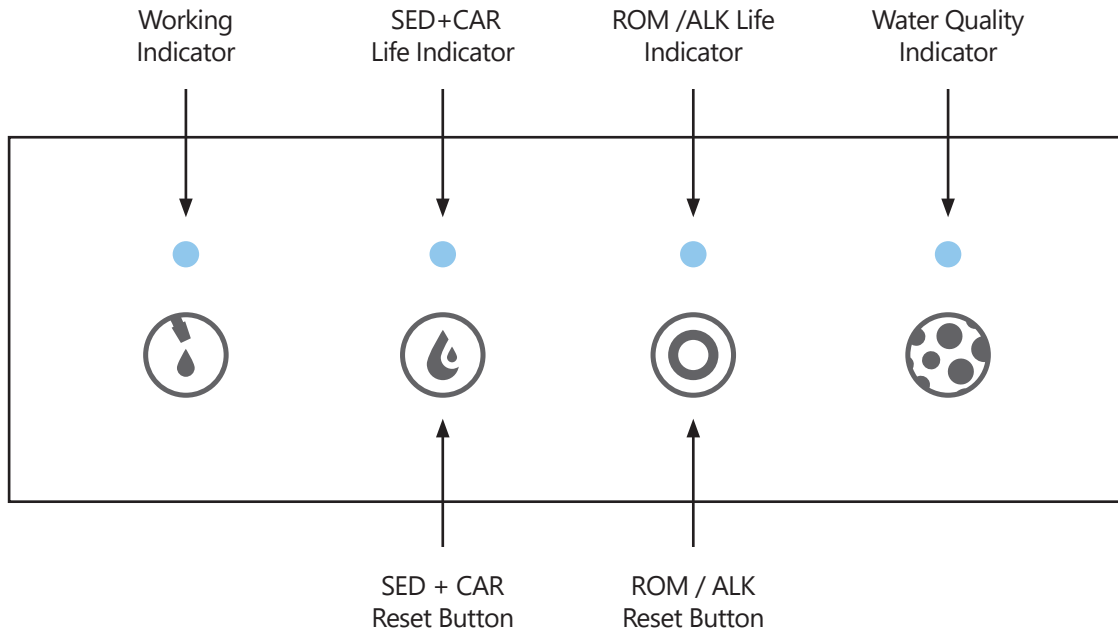 Working
Indicator
SED+CAR
Life Indicator
ROM /ALK Life
Indicator
Water Quality
Indicator
SED + CAR
Reset Button
ROM / ALK
Reset Button